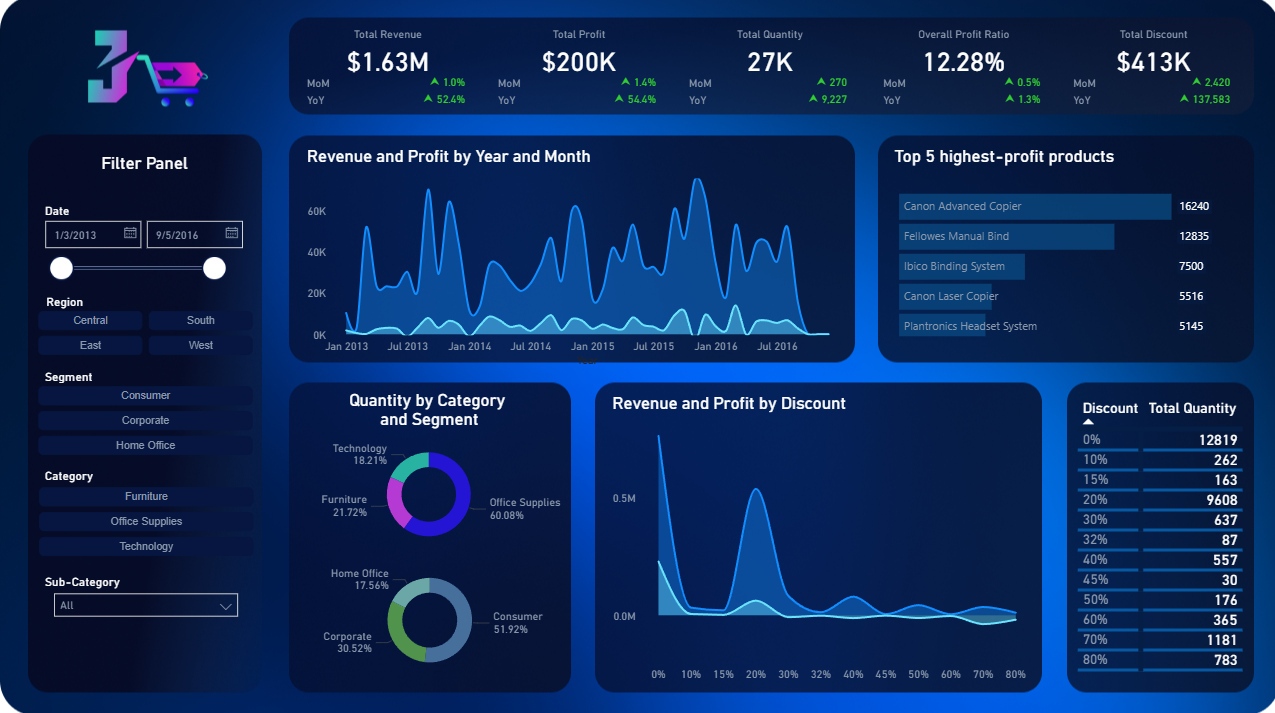 Total Revenue
$1.63M
MoM 1.0%
YoY 52.4%
Total Profit
$200K
MoM 1.4%
YoY 54.4%
Total Quantity
27K
MoM 270
YoY 9,227
Overall Profit Ratio
12.28%
MoM 0.5%
YoY 1.3%
Total Discount
$413K
MoM 2,420
YoY 137,583
Filter Panel
Date
1/3/2013 9/5/2016
Region
Central South
East West
Segment
Consumer
Corporate
Home Office
Category
Furniture
Office Supplies
Technology
Sub-Category
All
Revenue and Profit by Year and Month
60K
40K
20K
0K
Jan 2013 Jul 2013 Jan 2014 Jul 2014 Jan 2015 Jul 2015 Jan 2016 Jul 2016
Top 5 highest-profit products
Canon Advanced Copier 16240
Fellowes Manual Bind 12835
Ibico Binding System 7500
Canon Laser Copier 5516
Plantronics Headset System 5145
Quantity by Category
and Segment
Technology
18.21%
Furniture
21.72%
Office Supplies
60.08%
Home Office
17.56%
Consumer
51.92%
Corporate
30.52%
Revenue and Profit by Discount
0.5M
0.0M
0% 10% 15% 20% 30% 32% 40% 45% 50% 60% 70% 80%
Discount Total Quantity
0% 12819
10% 262
15% 163
20% 9608
30% 637
32% 87
40% 557
45% 30
50% 176
60% 365
70% 1181
80% 783